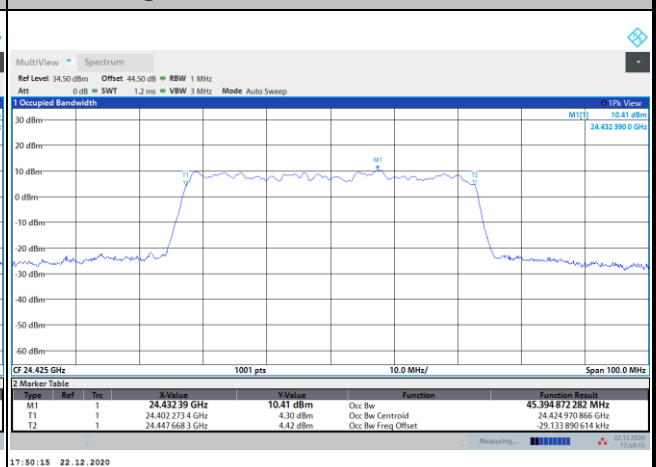 MultiView Spectrum
Ref Level 34.50 dBm Offset 44.50 dB RBW 1 MHz
Att 0 dB SWT 1.2 ms VBW 3 MHz Mode Auto Sweep
1 Occupied Bandwidth 1Pk View
M1[1] 10.41 dBm
24.432 390 0 GHz
30 dBm
20 dBm
M1
10 dBm
T1 T2
0 dBm
-10 dBm
-20 dBm
-30 dBm
-40 dBm
-50 dBm
-60 dBm
CF 24.425 GHz 1001 pts 10.0 MHz/ Span 100.0 MHz
2 Marker Table
Type Ref Trc X-Value Y-Value Function Function Result
M1 1 24.432 39 GHz 10.41 dBm Occ Bw 45.394 872 282 MHz
T1 1 24.402 273 4 GHz 4.30 dBm Occ Bw Centroid 24.424 970 866 GHz
T2 1 24.447 668 3 GHz 4.42 dBm Occ Bw Freq Offset -29.133 890 614 kHz
Measuring... 22.12.2020
17:50:15
17:50:15 22.12.2020